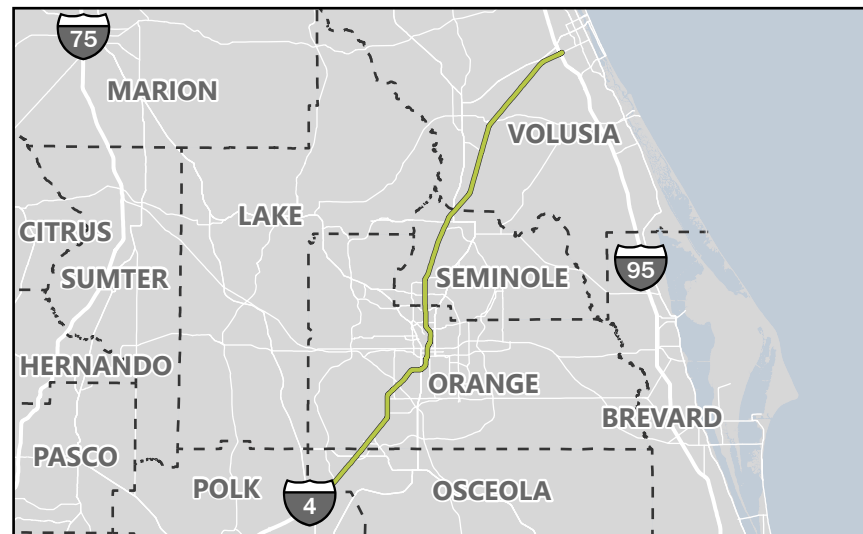 75
MARION
VOLUSIA
LAKE
CITRUS
SUMTER
SEMINOLE
95
HERNANDO
ORANGE
BREVARD
PASCO
POLK
4
OSCEOLA